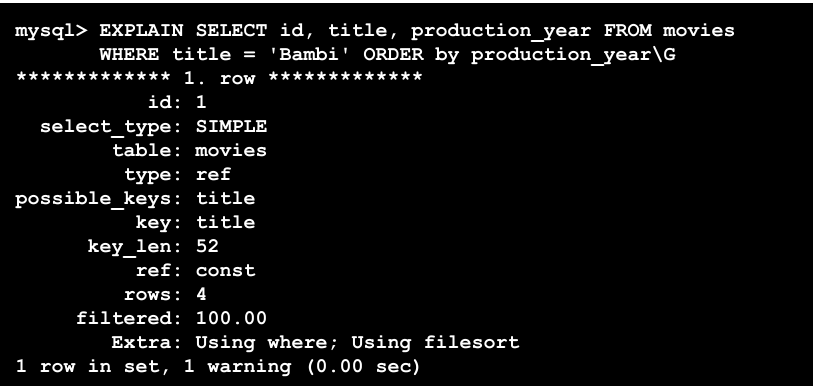 mysql> EXPLAIN SELECT id, title, production_year FROM movies
WHERE title = 'Bambi' ORDER by production_year\G
************* 1. row *************
id: 1
select_type: SIMPLE
table: movies
type: ref
possible_keys: title
key: title
key_len: 52
ref: const
rows: 4
filtered: 100.00
Extra: Using where; Using filesort
1 row in set, 1 warning (0.00 sec)